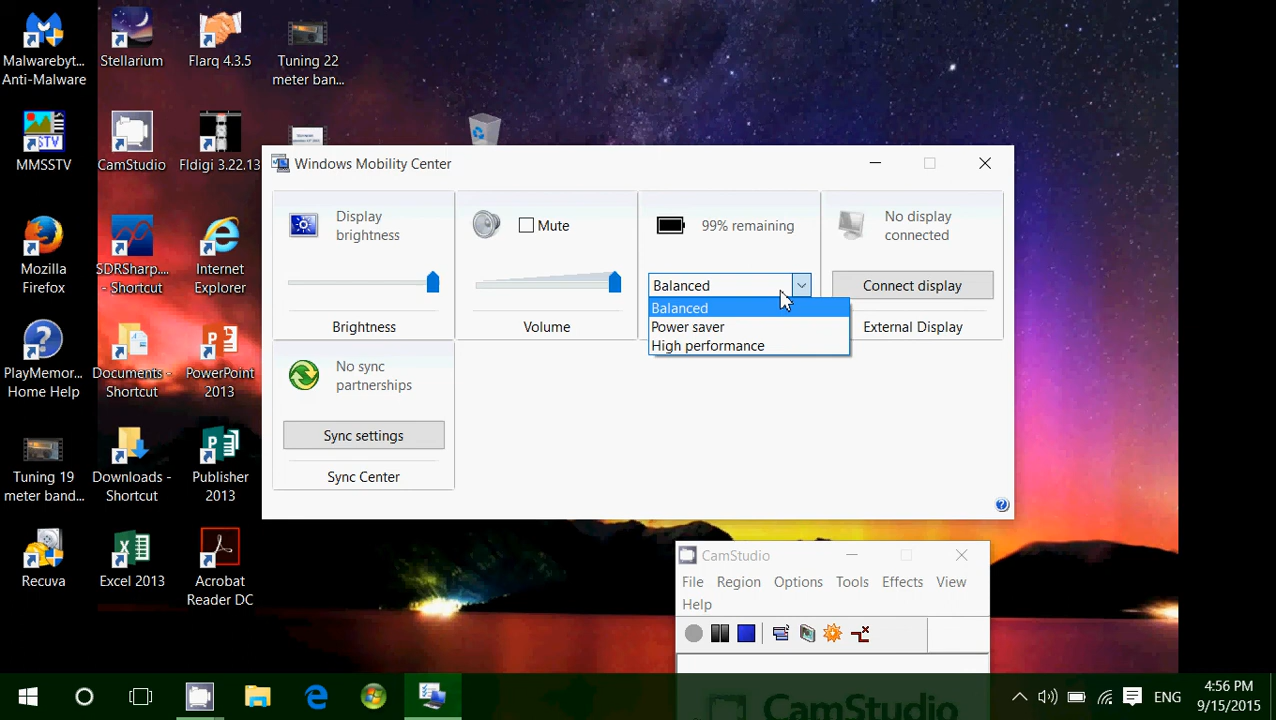 Malwareb​yt...
Anti-Malware
Stellarium
Flarq 4.3.5
Tuning 22
meter ban...
MMSSTV
CamStudio
Fldigi 3.22.13
Mozilla
Firefox
SDRSharp....
- Shortcut
Internet
Explorer
PlayMemor...
Home Help
Documents -
Shortcut
PowerPoint
2013
Tuning 19
meter band...
Downloads -
Shortcut
Publisher
2013
Recuva
Excel 2013
Acrobat
Reader DC
Windows Mobility Center
Display
brightness
Brightness
Mute
Volume
99% remaining
Balanced
Balanced
Power saver
High performance
No display
connected
Connect display
External Display
No sync
partnerships
Sync settings
Sync Center
CamStudio
File Region Options Tools Effects View
Help
CamStudio
ENG
4:56 PM
9/15/2015